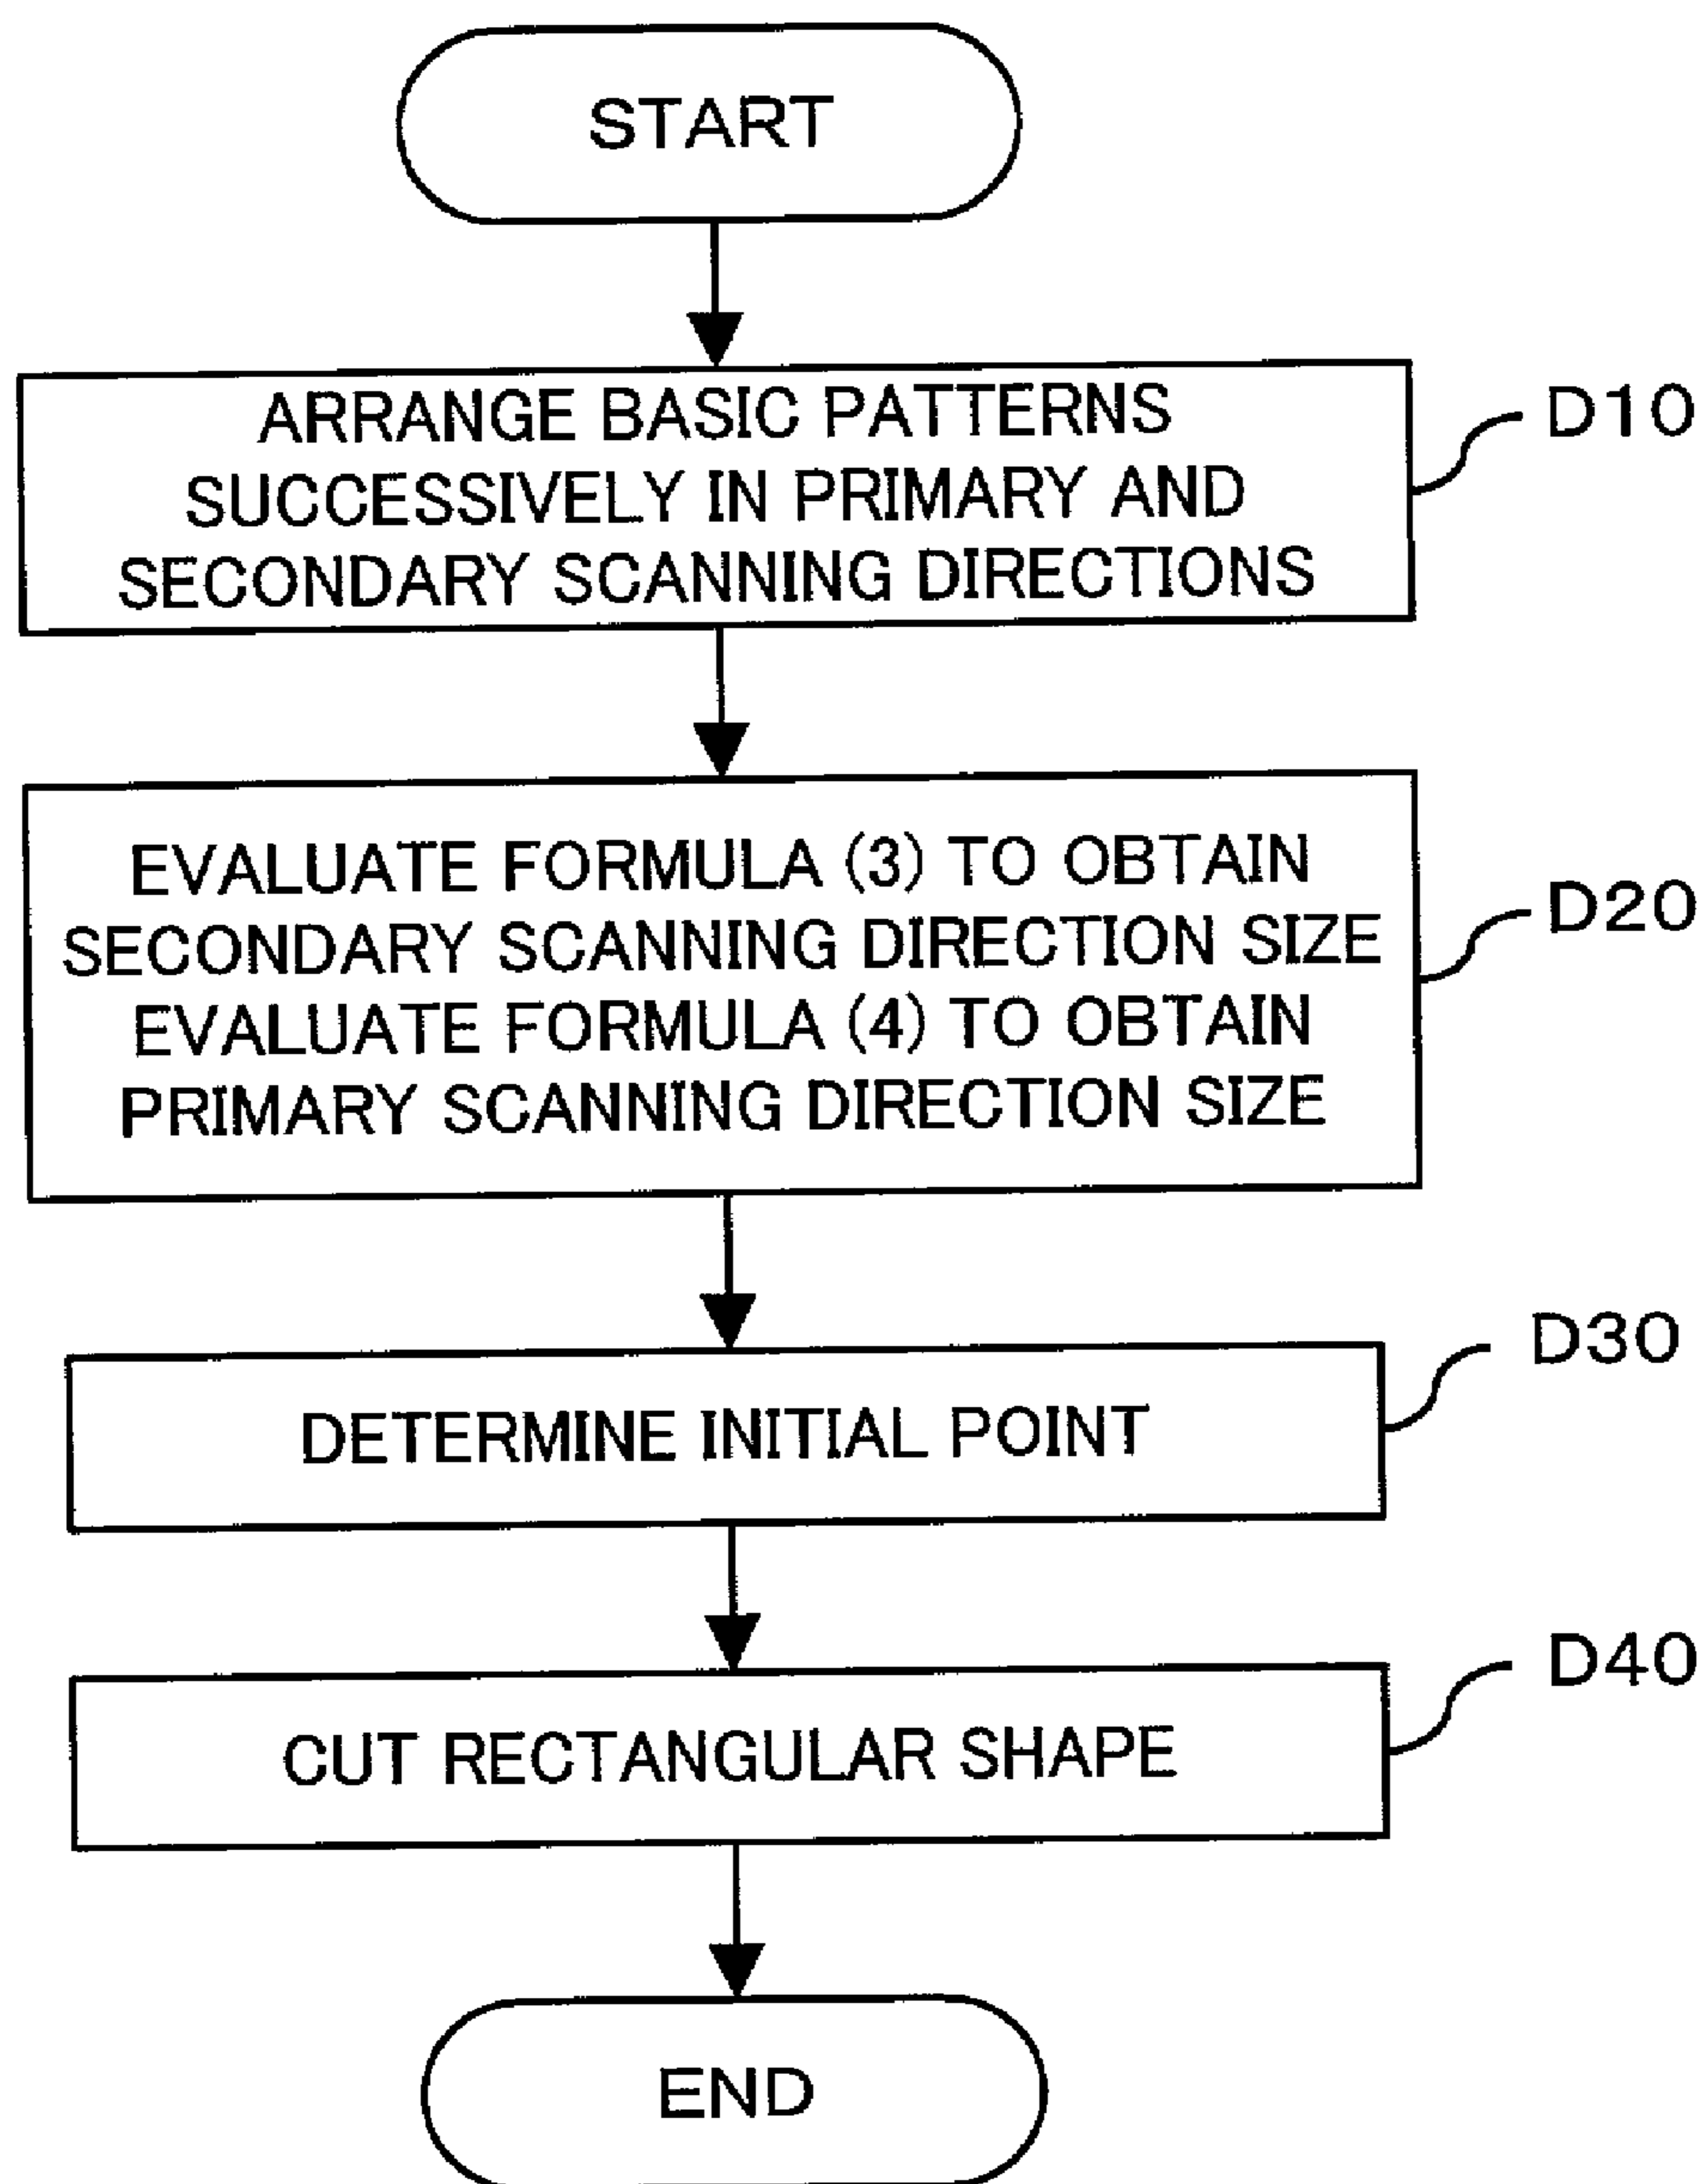 START
ARRANGE BASIC PATTERNS
SUCCESSIVELY IN PRIMARY AND
SECONDARY SCANNING DIRECTIONS
D10
EVALUATE FORMULA (3) TO OBTAIN
SECONDARY SCANNING DIRECTION SIZE
EVALUATE FORMULA (4) TO OBTAIN
PRIMARY SCANNING DIRECTION SIZE
D20
DETERMINE INITIAL POINT
D30
CUT RECTANGULAR SHAPE
D40
END